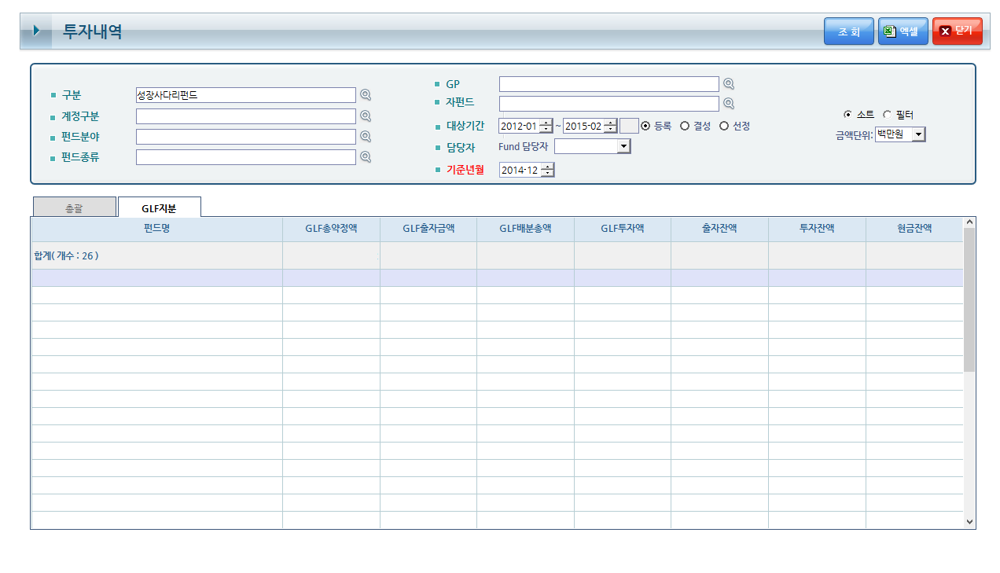 투자내역 조 회 엑셀 닫기
구분 성장사다리펀드
계정구분
펀드분야
펀드종류
GP
자펀드
대상기간 2012-01 ~ 2015-02 등록 결성 선정
담당자 Fund 담당자
기준년월 2014-12
소트 필터
금액단위: 백만원
총괄 GLF지분
펀드명 GLF총약정액 GLF출자금액 GLF배분총액 GLF투자액 출자잔액 투자잔액 현금잔액
합계( 개수 : 26 )